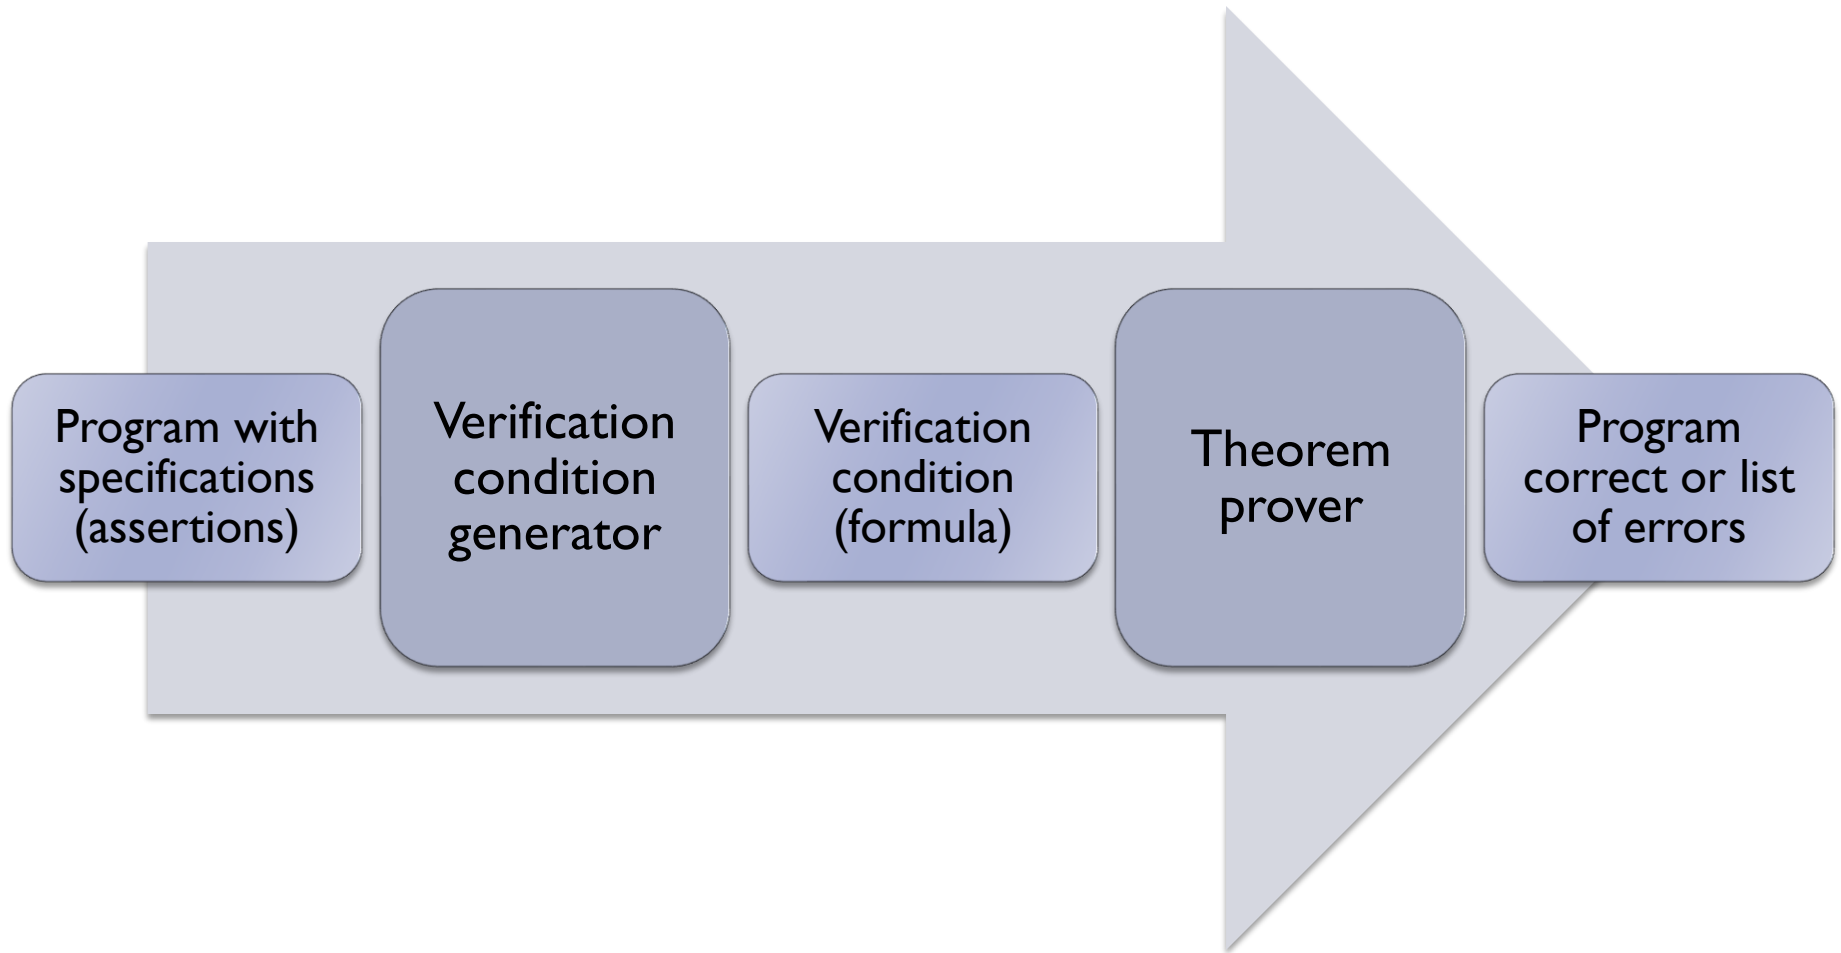 Program with
specifications
(assertions)
Verification
condition
generator
Verification
condition
(formula)
Theorem
prover
Program
correct or list
of errors